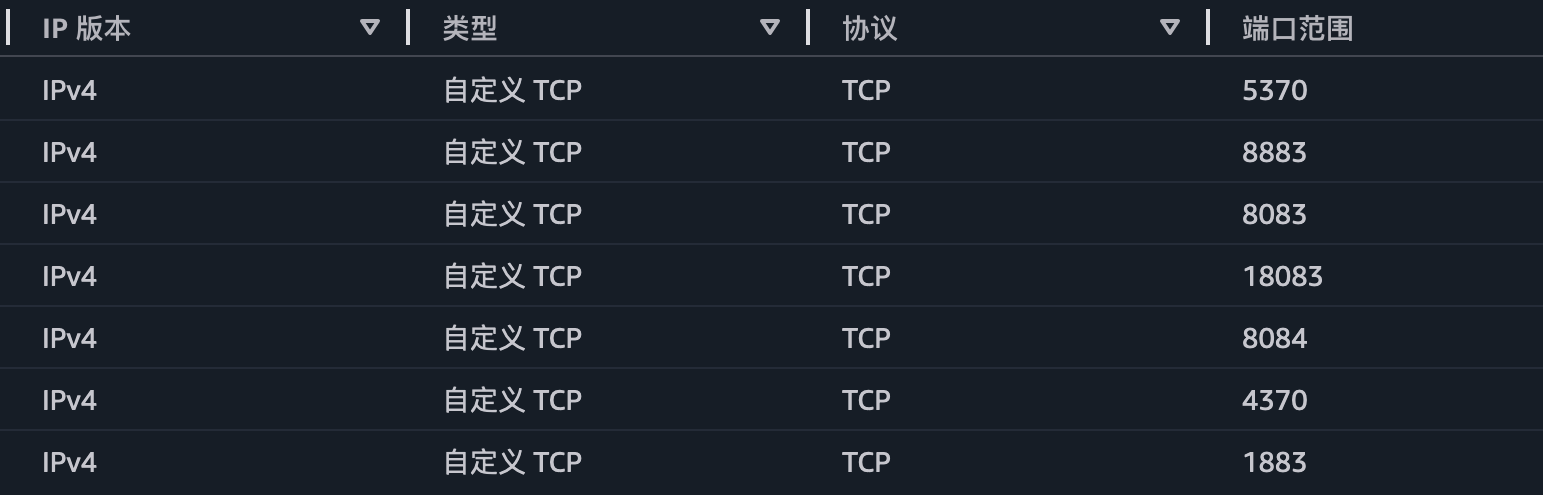 IP 版本 类型 协议 端口范围
IPv4 自定义 TCP TCP 5370
IPv4 自定义 TCP TCP 8883
IPv4 自定义 TCP TCP 8083
IPv4 自定义 TCP TCP 18083
IPv4 自定义 TCP TCP 8084
IPv4 自定义 TCP TCP 4370
IPv4 自定义 TCP TCP 1883